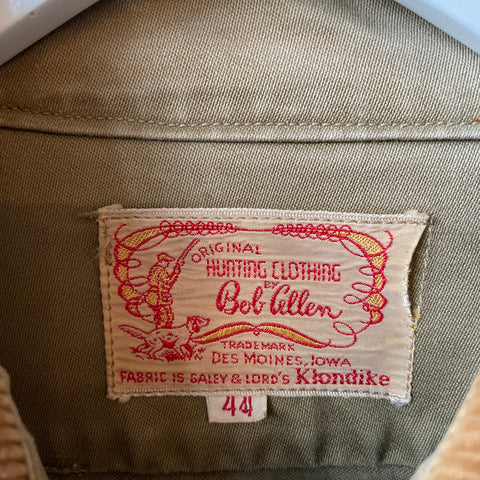 ORIGINAL
HUNTING CLOTHING
BY
Bob Allen
TRADEMARK
DES MOINES, IOWA
FABRIC IS GALEY & LORD'S Klondike
44